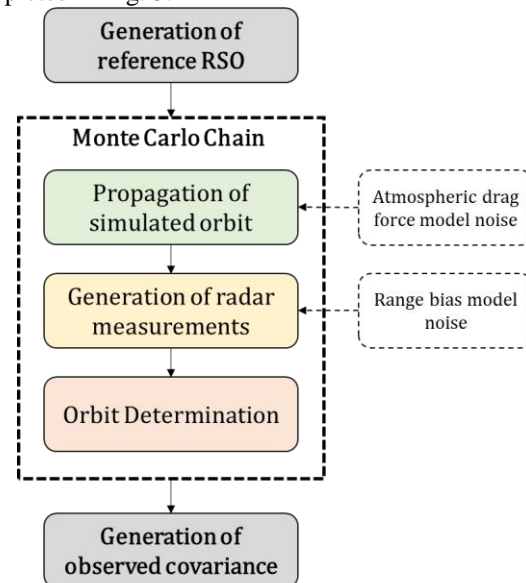 Generation of
reference RSO
Monte Carlo Chain
Propagation of
simulated orbit
Atmospheric drag
force model noise
Generation of radar
measurements
Range bias model
noise
Orbit Determination
Generation of
observed covariance